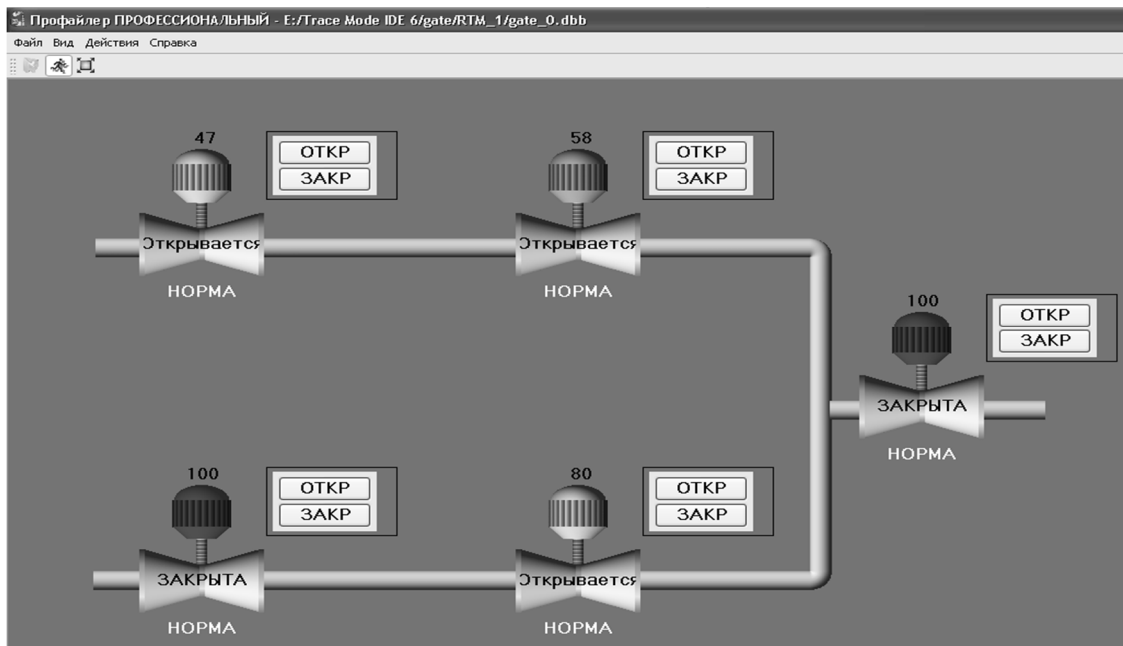 Профайлер ПРОФЕССИОНАЛЬНЫЙ - E:/Trace Mode IDE 6/gate/RTM_1/gate_0.dbb
Файл Вид Действия Справка
47
ОТКР
ЗАКР
Открывается
НОРМА
58
ОТКР
ЗАКР
Открывается
НОРМА
100
ОТКР
ЗАКР
ЗАКРЫТА
НОРМА
100
ОТКР
ЗАКР
ЗАКРЫТА
НОРМА
80
ОТКР
ЗАКР
Открывается
НОРМА